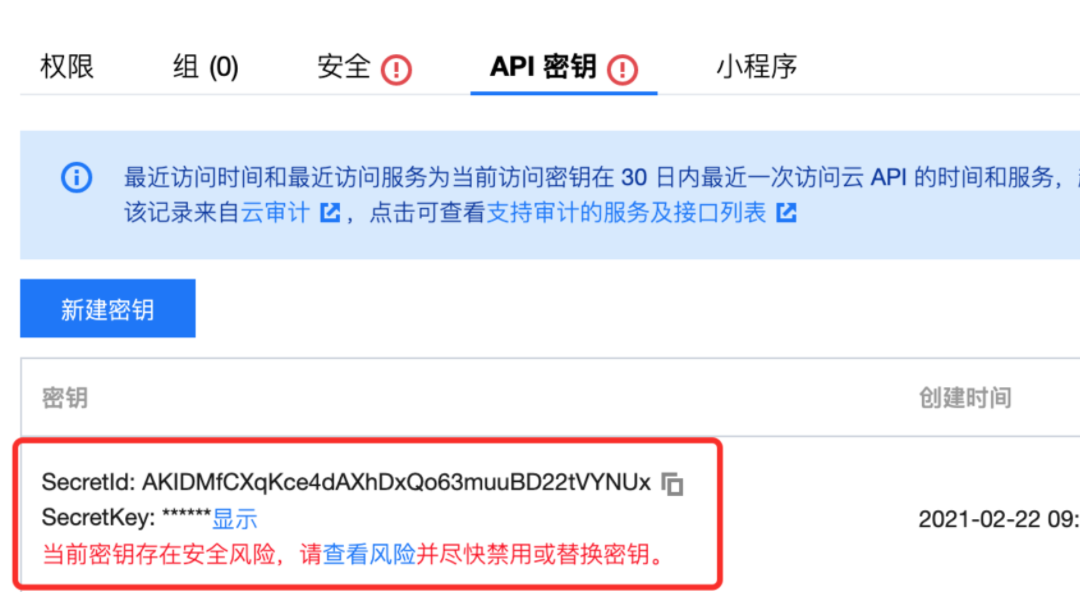 权限 组 (0) 安全 API 密钥 小程序
最近访问时间和最近访问服务为当前访问密钥在 30 日内最近一次访问云 API 的时间和服务，
该记录来自云审计，点击可查看支持审计的服务及接口列表
新建密钥
密钥 创建时间
SecretId: AKIDMfCXqKce4dAXhDxQo63muuBD22tVYNUx
SecretKey: ******显示
2021-02-22 09:
当前密钥存在安全风险，请查看风险并尽快禁用或替换密钥。